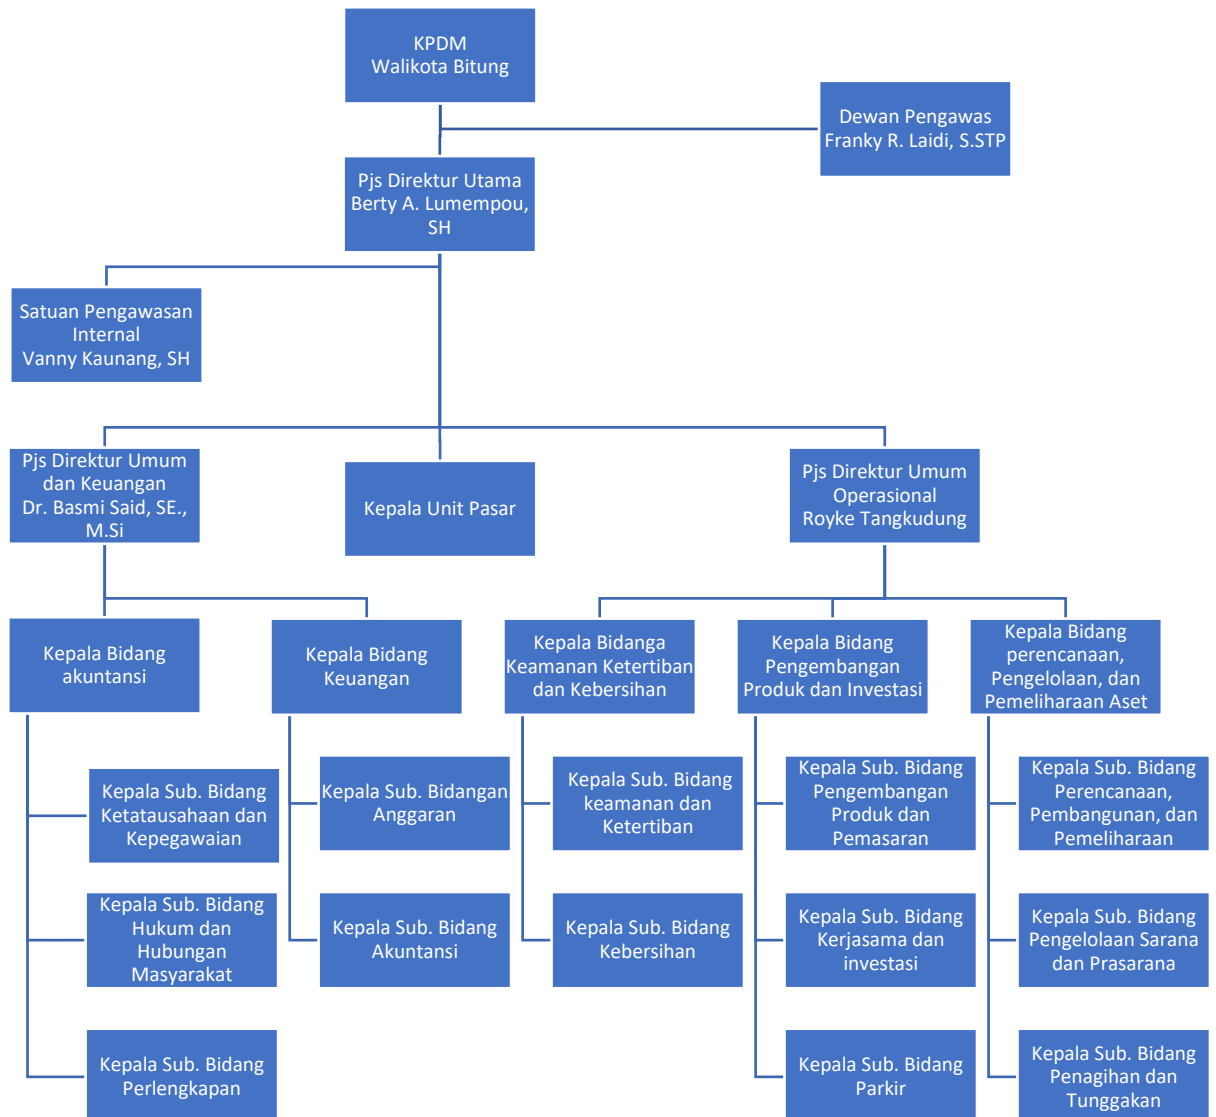 KPDM
Walikota Bitung
Dewan Pengawas
Franky R. Laidi, S.STP
Pjs Direktur Utama
Berty A. Lumempou,
SH
Satuan Pengawasan
Internal
Vanny Kaunang, SH
Pjs Direktur Umum
dan Keuangan
Dr. Basmi Said, SE.,
M.Si
Kepala Unit Pasar
Pjs Direktur Umum
Operasional
Royke Tangkudung
Kepala Bidang
akuntansi
Kepala Bidang
Keuangan
Kepala Bidanga
Keamanan Ketertiban
dan Kebersihan
Kepala Bidang
Pengembangan
Produk dan Investasi
Kepala Bidang
perencanaan,
Pengelolaan, dan
Pemeliharaan Aset
Kepala Sub. Bidang
Ketatausahaan dan
Kepegawaian
Kepala Sub. Bidangan
Anggaran
Kepala Sub. Bidang
keamanan dan
Ketertiban
Kepala Sub. Bidang
Pengembangan
Produk dan
Pemasaran
Kepala Sub. Bidang
Perencanaan,
Pembangunan, dan
Pemeliharaan
Kepala Sub. Bidang
Hukum dan
Hubungan
Masyarakat
Kepala Sub. Bidang
Akuntansi
Kepala Sub. Bidang
Kebersihan
Kepala Sub. Bidang
Kerjasama dan
investasi
Kepala Sub. Bidang
Pengelolaan Sarana
dan Prasarana
Kepala Sub. Bidang
Perlengkapan
Kepala Sub. Bidang
Parkir
Kepala Sub. Bidang
Penagihan dan
Tunggakan